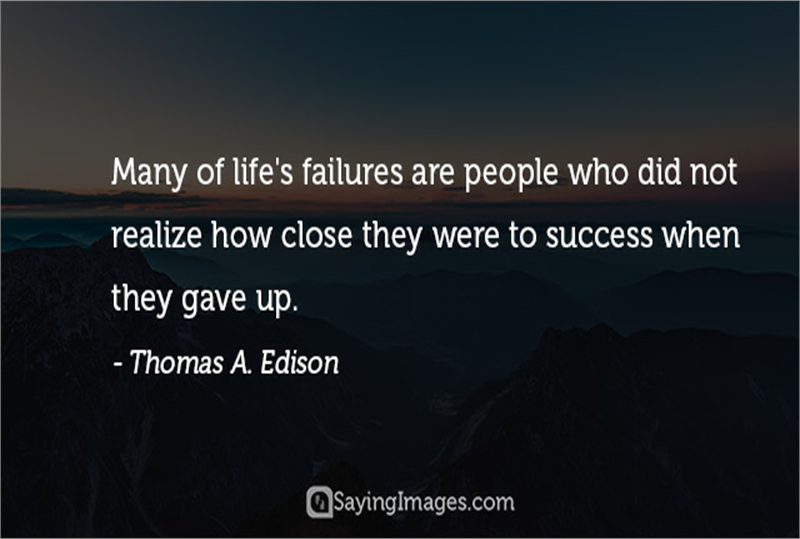 Many of life's failures are people who did not
realize how close they were to success when
they gave up.
- Thomas A. Edison
SayingImages.com